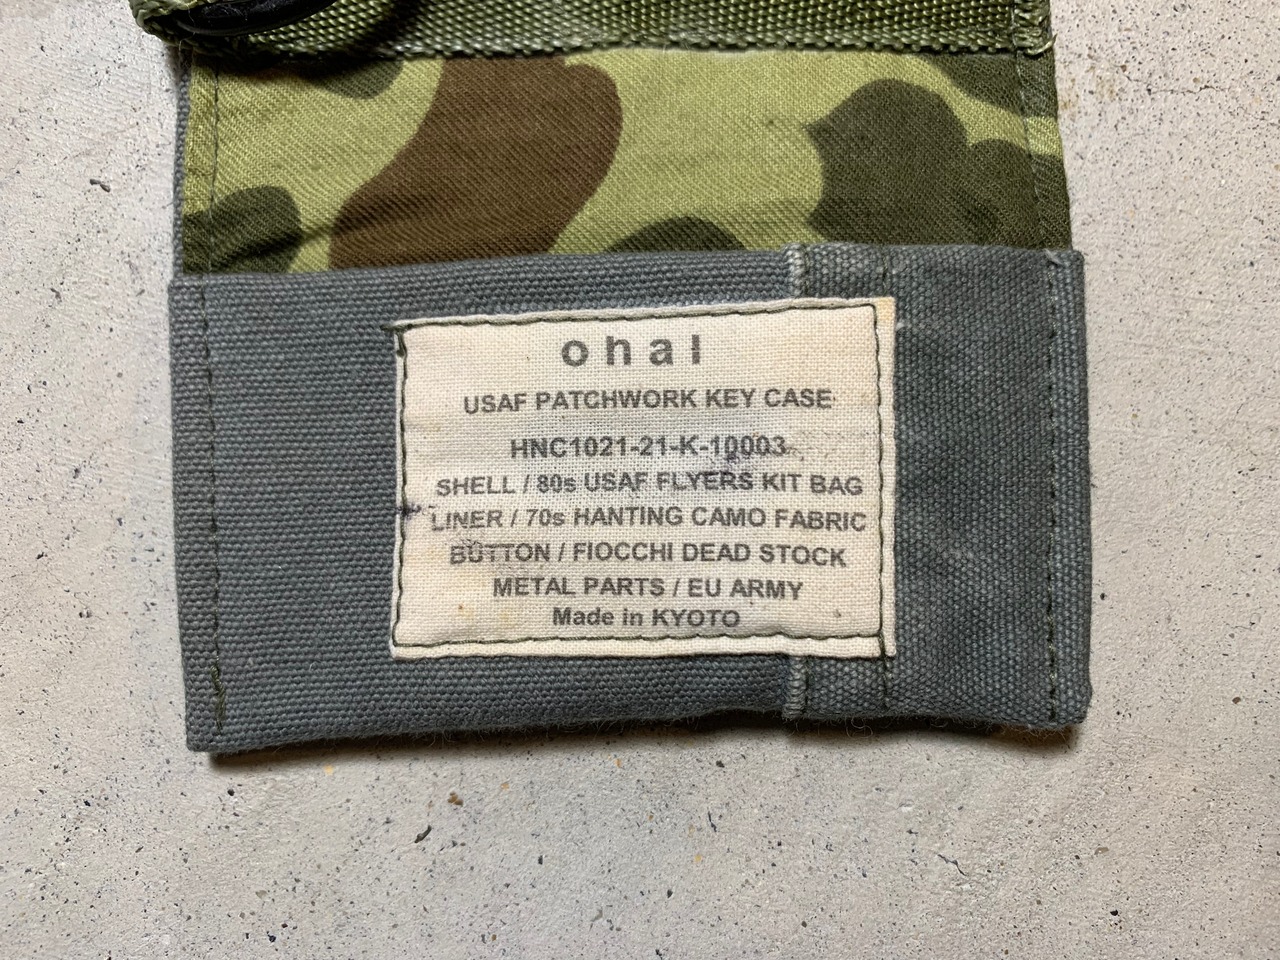 ohal
USAF PATCHWORK KEY CASE
HNC1021-21-K-10003
SHELL / 80s USAF FLYERS KIT BAG
LINER / 70s HANTING CAMO FABRIC
BUTTON / FIOCCHI DEAD STOCK
METAL PARTS / EU ARMY
Made in KYOTO